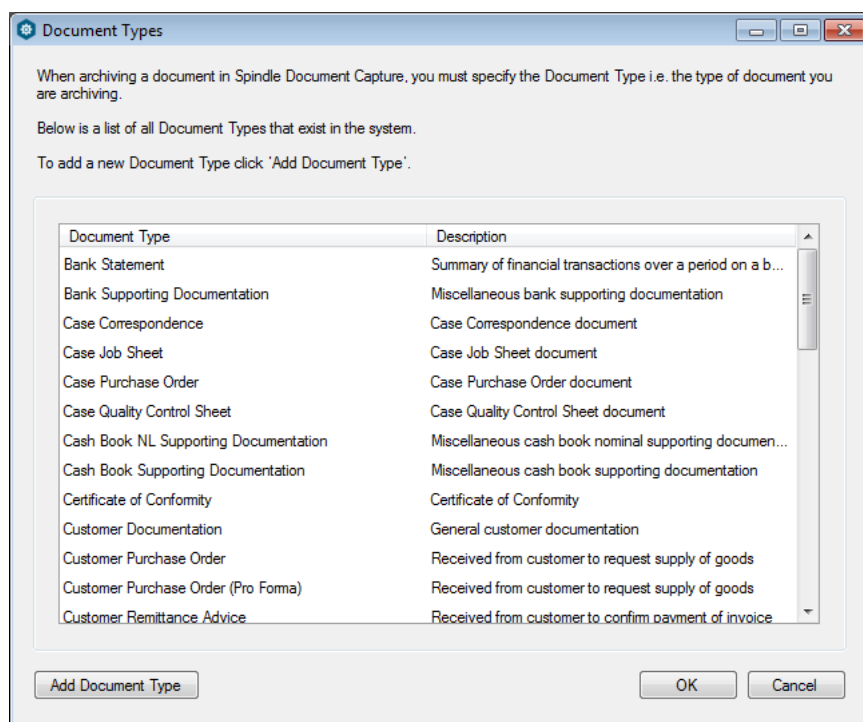 Document Types
When archiving a document in Spindle Document Capture, you must specify the Document Type i.e. the type of document you
are archiving.
Below is a list of all Document Types that exist in the system.
To add a new Document Type click 'Add Document Type'.
Document Type Description
Bank Statement Summary of financial transactions over a period on a b...
Bank Supporting Documentation Miscellaneous bank supporting documentation
Case Correspondence Case Correspondence document
Case Job Sheet Case Job Sheet document
Case Purchase Order Case Purchase Order document
Case Quality Control Sheet Case Quality Control Sheet document
Cash Book NL Supporting Documentation Miscellaneous cash book nominal supporting documen...
Cash Book Supporting Documentation Miscellaneous cash book supporting documentation
Certificate of Conformity Certificate of Conformity
Customer Documentation General customer documentation
Customer Purchase Order Received from customer to request supply of goods
Customer Purchase Order (Pro Forma) Received from customer to request supply of goods
Customer Remittance Advice Received from customer to confirm payment of invoice
Add Document Type OK Cancel